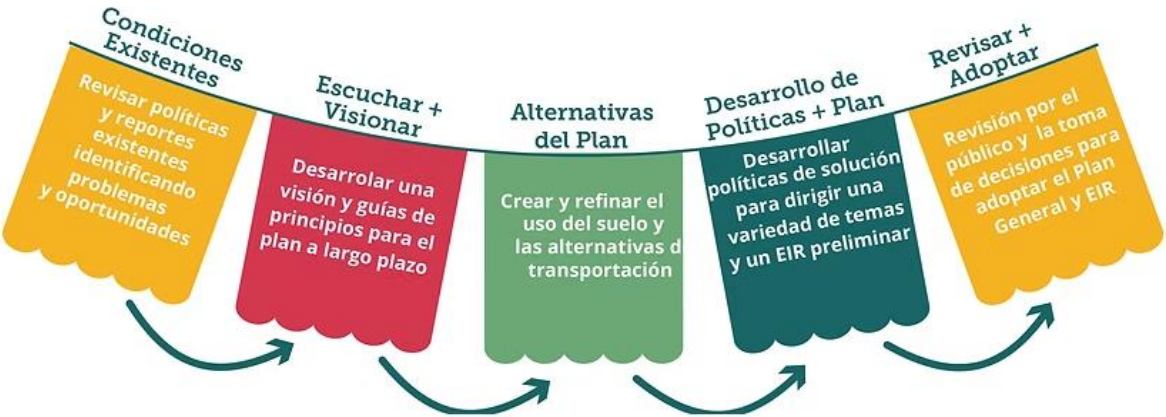 Condiciones
Existentes
Revisar políticas
y reportes
existentes
identificando
problemas
y oportunidades
Escuchar +
Visionar
Desarrolar una
visión y guías de
principios para el
plan a largo plazo
Alternativas
del Plan
Crear y refinar el
uso del suelo y
las alternativas d
transportación
Desarrollo de
Políticas + Plan
Desarrollar
políticas de solución
para dirigir una
variedad de temas
y un EIR preliminar
Revisar +
Adoptar
Revisión por el
público y la toma
de decisiones para
adoptar el Plan
General y EIR